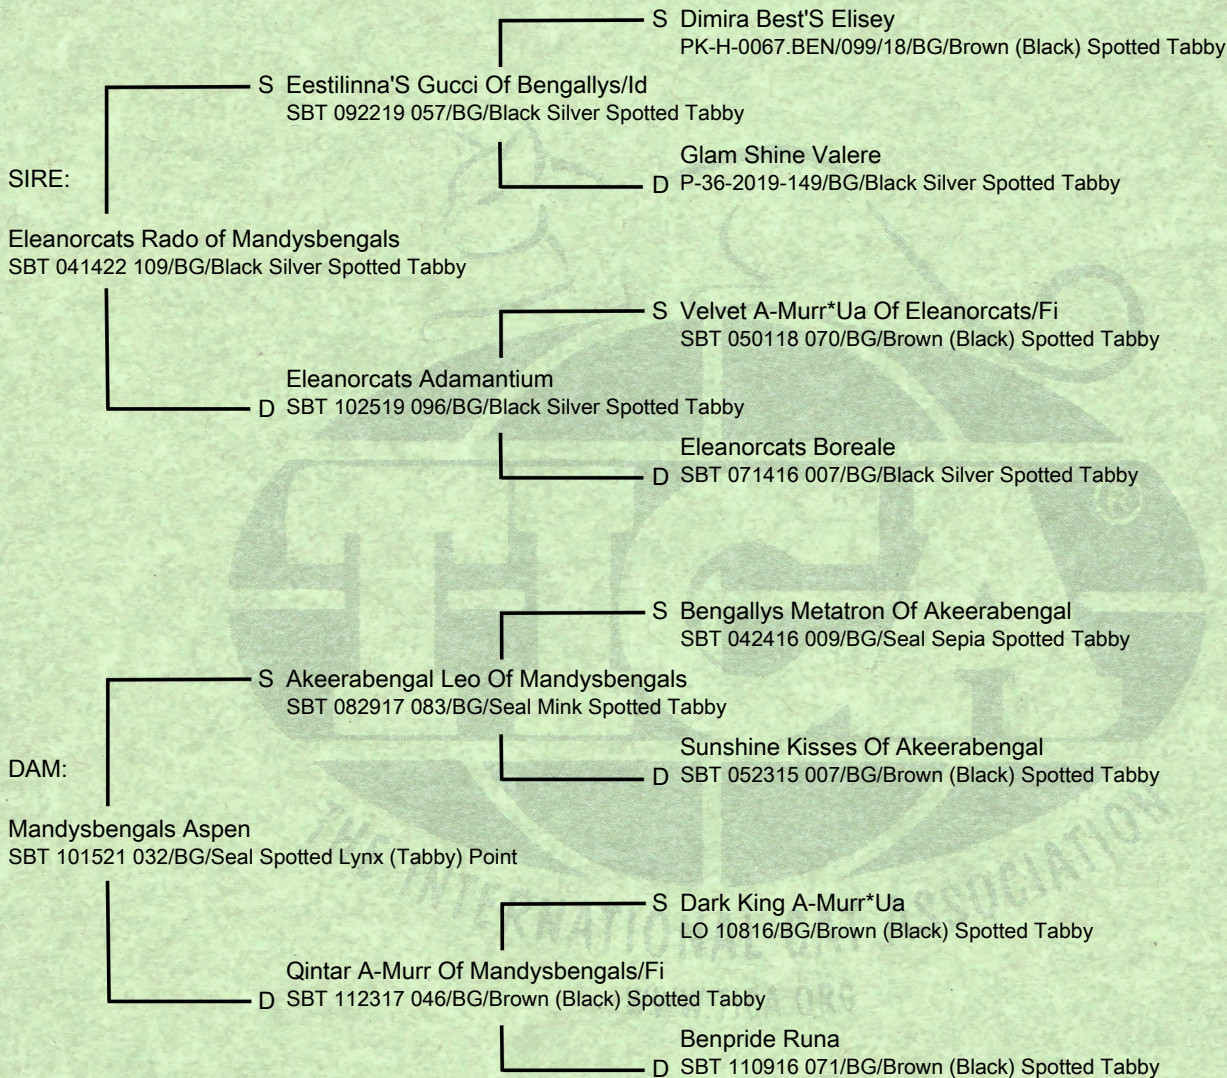 S Dimira Best'S Elisey
PK-H-0067.BEN/099/18/BG/Brown (Black) Spotted Tabby
S Eestilinna'S Gucci Of Bengallys/Id
SBT 092219 057/BG/Black Silver Spotted Tabby
Glam Shine Valere
D P-36-2019-149/BG/Black Silver Spotted Tabby
SIRE:
Eleanorcats Rado of Mandysbengals
SBT 041422 109/BG/Black Silver Spotted Tabby
S Velvet A-Murr*Ua Of Eleanorcats/Fi
SBT 050118 070/BG/Brown (Black) Spotted Tabby
Eleanorcats Adamantium
D SBT 102519 096/BG/Black Silver Spotted Tabby
Eleanorcats Boreale
D SBT 071416 007/BG/Black Silver Spotted Tabby
TICA ®
S Bengallys Metatron Of Akeerabengal
SBT 042416 009/BG/Seal Sepia Spotted Tabby
S Akeerabengal Leo Of Mandysbengals
SBT 082917 083/BG/Seal Mink Spotted Tabby
Sunshine Kisses Of Akeerabengal
D SBT 052315 007/BG/Brown (Black) Spotted Tabby
DAM:
Mandysbengals Aspen
SBT 101521 032/BG/Seal Spotted Lynx (Tabby) Point
THE INTERNATIONAL CAT ASSOCIATION
S Dark King A-Murr*Ua
LO 10816/BG/Brown (Black) Spotted Tabby
Qintar A-Murr Of Mandysbengals/Fi
D SBT 112317 046/BG/Brown (Black) Spotted Tabby
Benpride Runa
D SBT 110916 071/BG/Brown (Black) Spotted Tabby